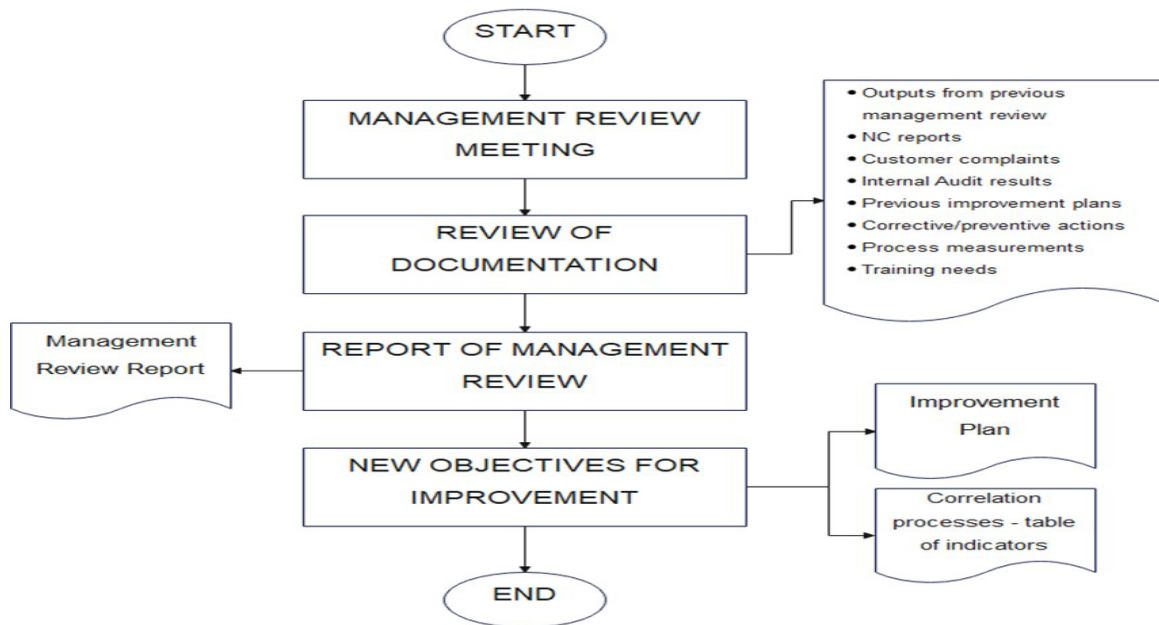 START
MANAGEMENT REVIEW
MEETING
REVIEW OF
DOCUMENTATION
• Outputs from previous
management review
• NC reports
• Customer complaints
• Internal Audit results
• Previous improvement plans
• Corrective/preventive actions
• Process measurements
• Training needs
REPORT OF MANAGEMENT
REVIEW
Management
Review Report
NEW OBJECTIVES FOR
IMPROVEMENT
Improvement
Plan
Correlation
processes - table
of indicators
END